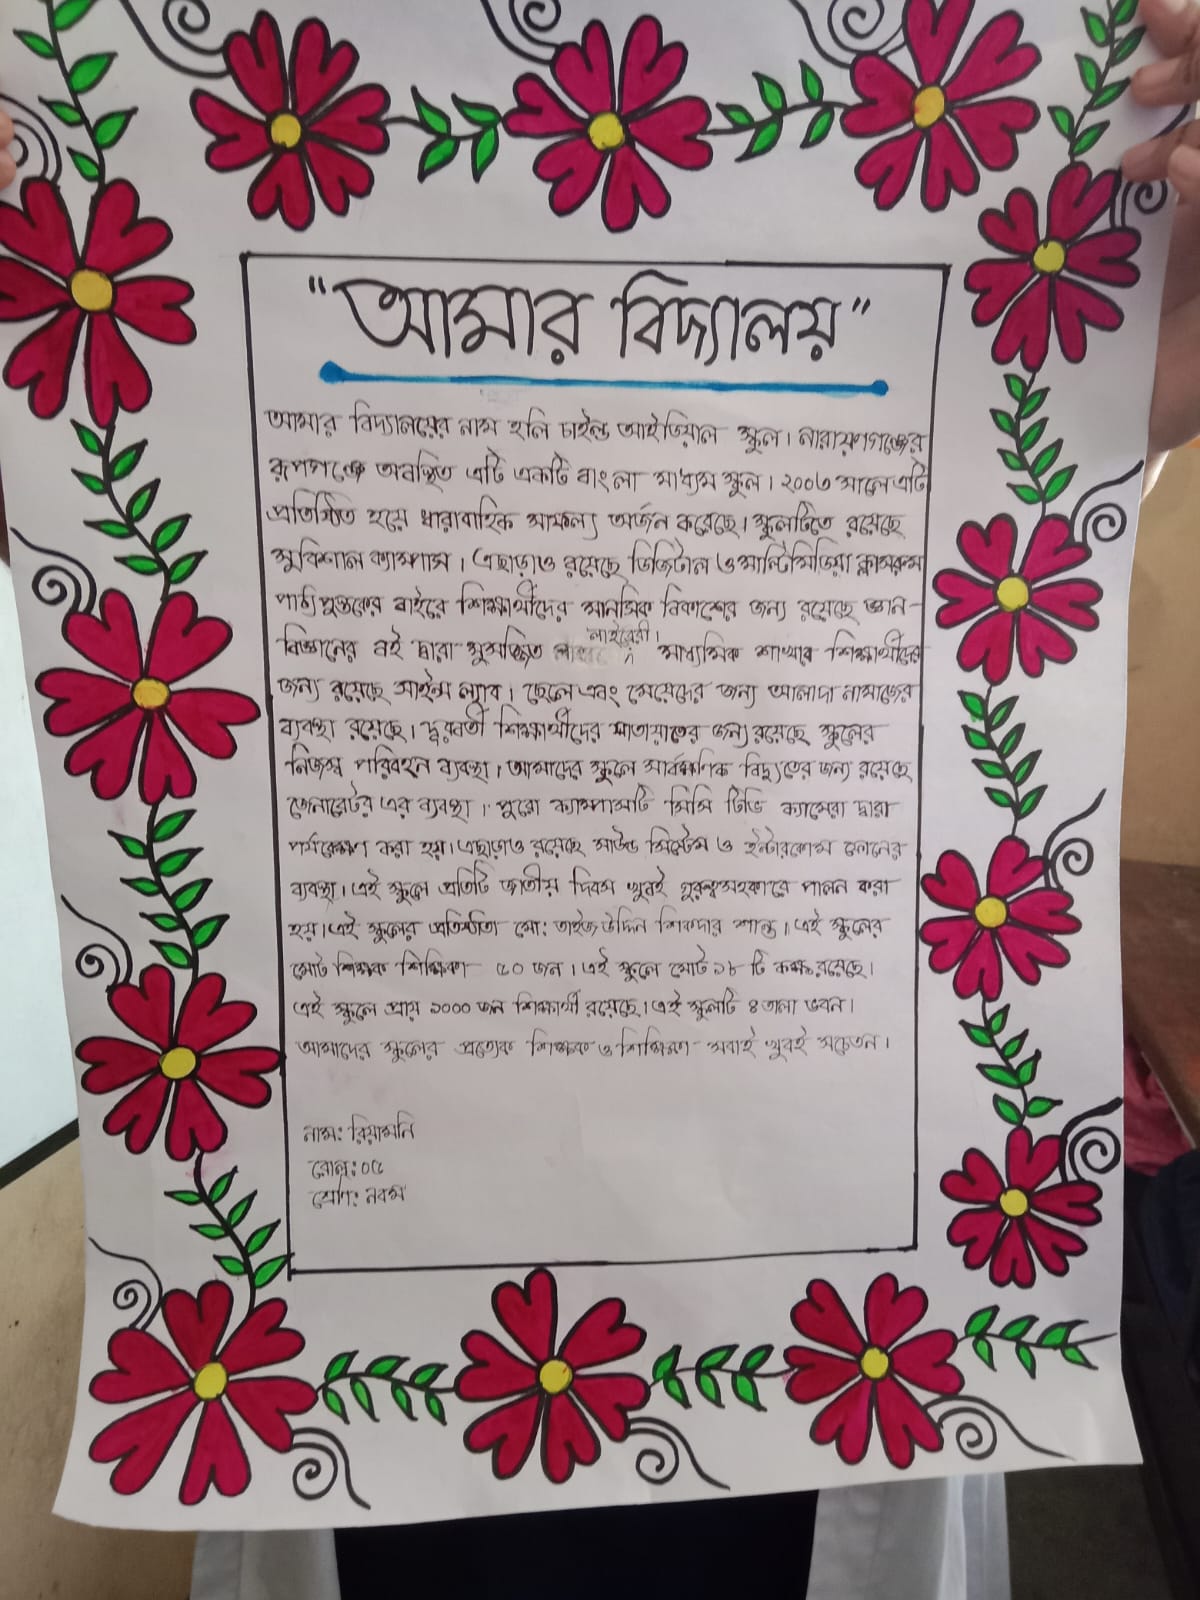 "আমার বিদ্যালয়"
আমার বিদ্যালয়ের নাম হলি চাইল্ড আইডিয়াল স্কুল। নারায়ণগঞ্জের
রূপগঞ্জে অবস্থিত এটি একটি বাংলা মাধ্যম স্কুল। ২০০৩ সালে এটি
প্রতিষ্ঠিত হয়ে ধারাবাহিক সাফল্য অর্জন করেছে। স্কুলটিতে রয়েছে
সুবিশাল ক্যাম্পাস। এছাড়াও রয়েছে ডিজিটাল ও মাল্টিমিডিয়া ক্লাসরুম
পাঠ্যপুস্তকের বাইরে শিক্ষার্থীদের মানসিক বিকাশের জন্য রয়েছে জ্ঞান-
বিজ্ঞানের বই দ্বারা সুসজ্জিত লাইব্রেরী। মাধ্যমিক শাখার শিক্ষার্থীদের
জন্য রয়েছে সাইন্স ল্যাব। ছেলে এবং মেয়েদের জন্য আলাদা নামাজের
ব্যবস্থা রয়েছে। দূরবর্তী শিক্ষার্থীদের যাতায়াতের জন্য রয়েছে স্কুলের
নিজস্ব পরিবহন ব্যবস্থা। আমাদের স্কুলে সার্বক্ষণিক বিদ্যুতের জন্য রয়েছে
জেনারেটর এর ব্যবস্থা। পুরো ক্যাম্পাসটি সিসি টিভি ক্যামেরা দ্বারা
পর্যবেক্ষণ করা হয়। এছাড়াও রয়েছে সাউন্ড সিস্টেম ও ইন্টারকোম ফোনের
ব্যবস্থা। এই স্কুলে প্রতিটি জাতীয় দিবস খুবই গুরুত্বসহকারে পালন করা
হয়। এই স্কুলের প্রতিষ্ঠাতা মো: তাইজ উদ্দিন শিকদার শান্ত। এই স্কুলের
মোট শিক্ষক শিক্ষিকা ৫০ জন। এই স্কুলে মোট ১৮ টি কক্ষ রয়েছে।
এই স্কুলে প্রায় ১০০০ জন শিক্ষার্থী রয়েছে। এই স্কুলটি ৪ তালা ভবন।
আমাদের স্কুলের প্রত্যেক শিক্ষক ও শিক্ষিকা সবাই খুবই সচেতন।
নাম: রিয়ামনি
রোল: ০৫
শ্রেণি: নবম